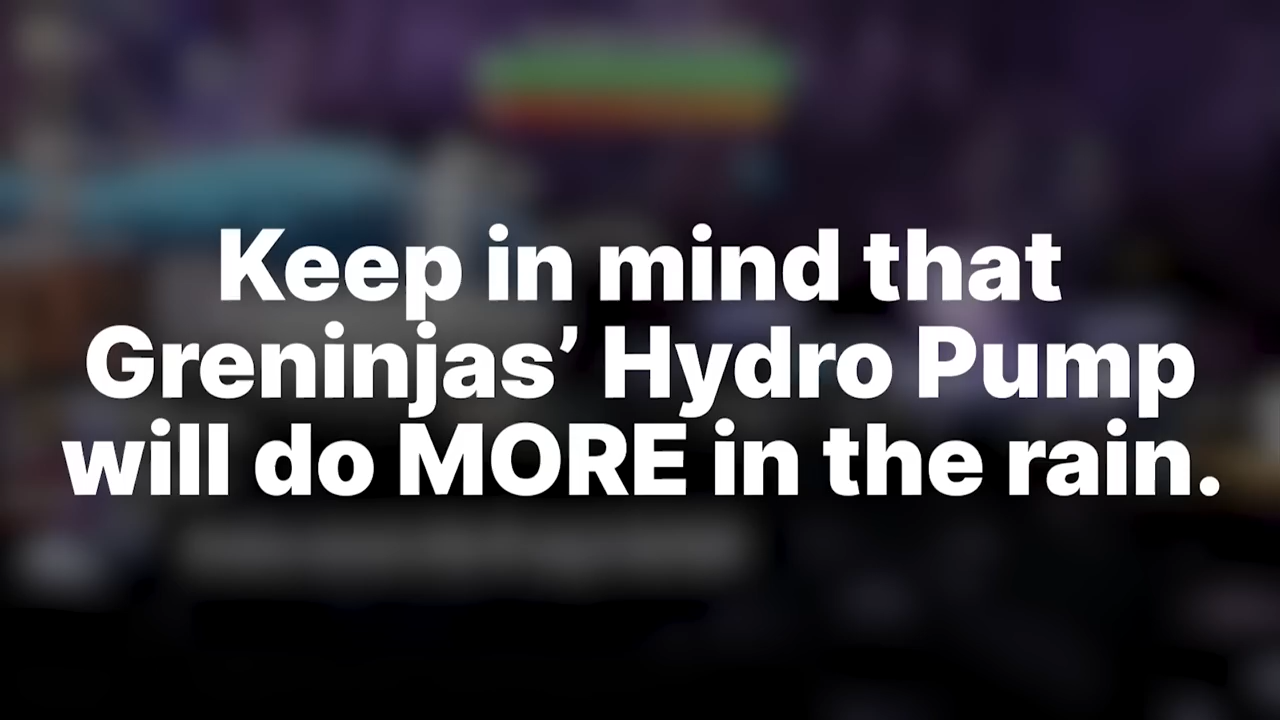 Keep in mind that
Greninjas’ Hydro Pump
will do MORE in the rain.